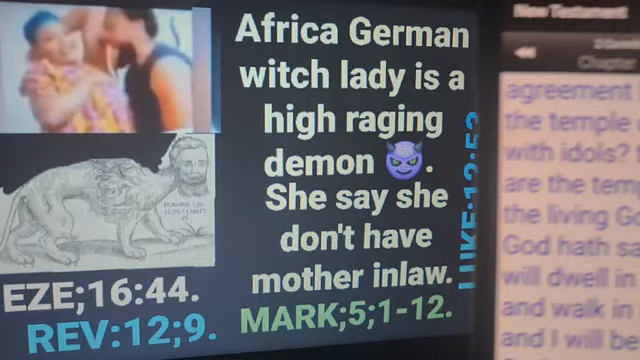 Africa German
witch lady is a
high raging
demon 😈.
She say she
don't have
mother inlaw.
MARK;5;1-12.
LUKE:12:53
EZE;16:44.
REV:12;9.
New Testament
Chapter
agreement
the temple
with idols?
are the tem
the living G
God hath sa
will dwell in
and walk in
and I will be